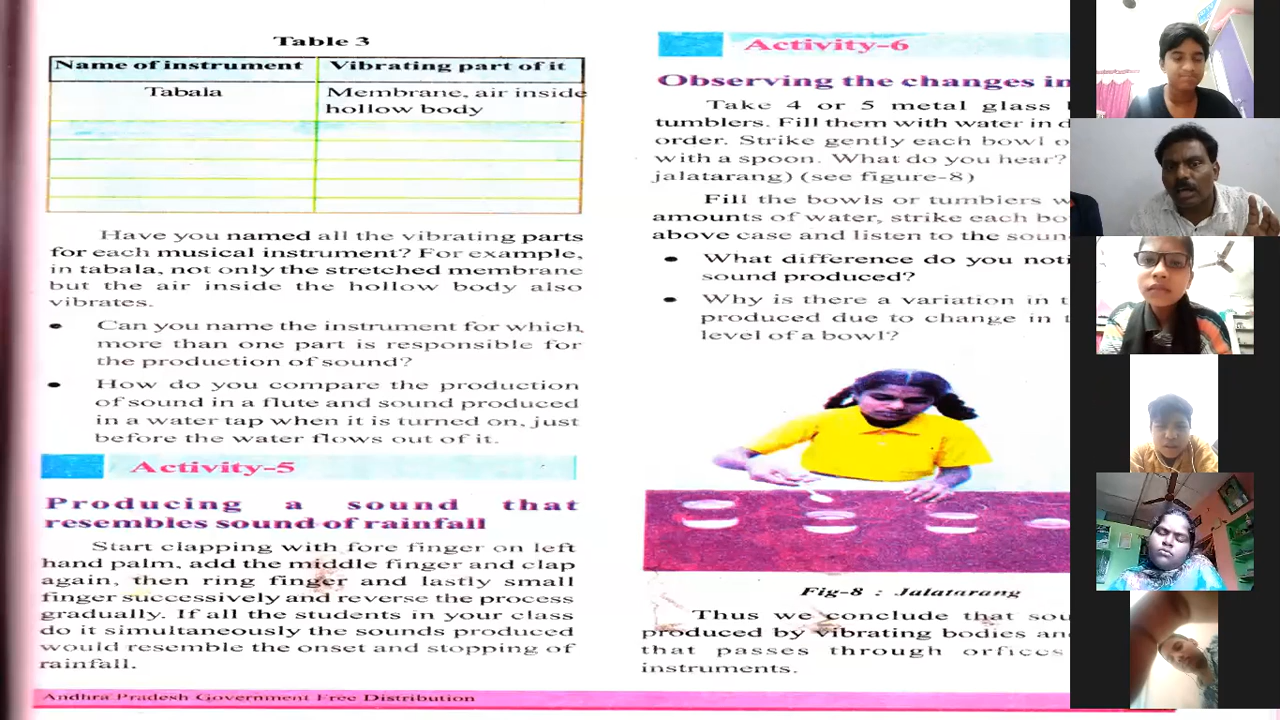 Table 3
Name of instrument Vibrating part of it
Tabala Membrane, air inside
hollow body
Have you named all the vibrating parts
for each musical instrument? For example,
in tabala, not only the stretched membrane
but the air inside the hollow body also
vibrates.
• Can you name the instrument for which,
more than one part is responsible for
the production of sound?
• How do you compare the production
of sound in a flute and sound produced
in a water tap when it is turned on, just
before the water flows out of it.
Activity-5
Producing a sound that
resembles sound of rainfall
Start clapping with fore finger on left
hand palm, add the middle finger and clap
again, then ring finger and lastly small
finger successively and reverse the process
gradually. If all the students in your class
do it simultaneously the sounds produced
would resemble the onset and stopping of
rainfall.
Andhra Pradesh Government Free Distribution
Activity-6
Observing the changes in
Take 4 or 5 metal glass
tumblers. Fill them with water in
order. Strike gently each bowl
with a spoon. What do you hear?
jalatarang) (see figure-8)
Fill the bowls or tumblers
amounts of water, strike each
above case and listen to the
• What difference do you
sound produced?
• Why is there a variation in
produced due to change in
level of a bowl?
Fig-8 : Jalatarang
Thus we conclude that
produced by vibrating bodies
that passes through orifices
instruments.